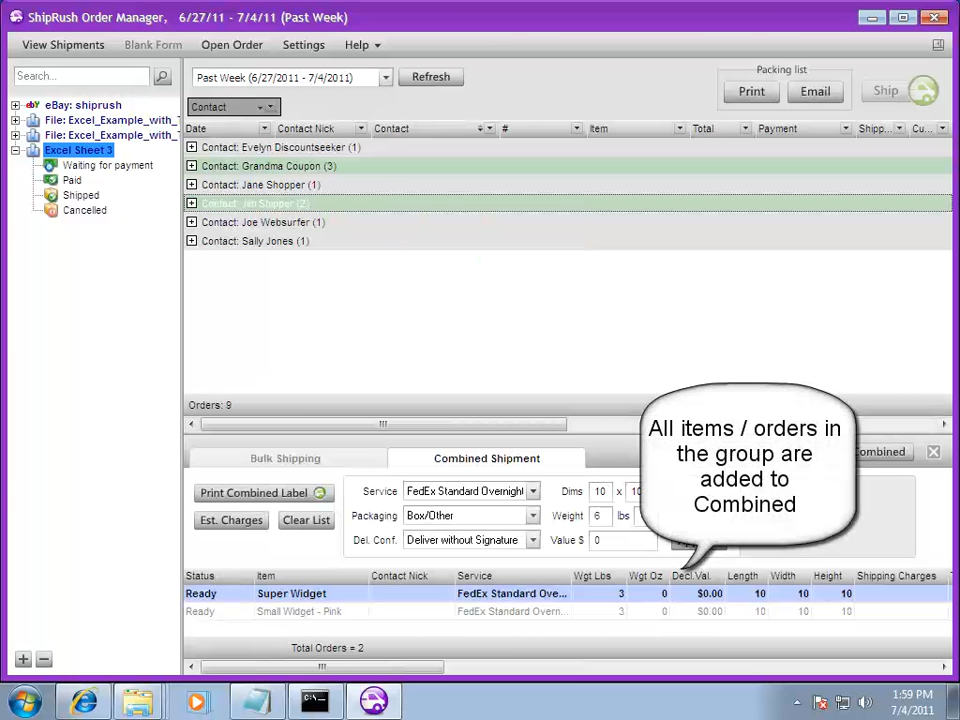 ShipRush Order Manager, 6/27/11 - 7/4/11 (Past Week)
View Shipments Blank Form Open Order Settings Help
Search...
Past Week (6/27/2011 - 7/4/2011) Refresh
Packing list
Print Email Ship
Contact
eBay: shiprush
File: Excel_Example_with_
File: Excel_Example_with_
Excel Sheet 3
Waiting for payment
Paid
Shipped
Cancelled
Date Contact Nick Contact # Item Total Payment Shipp... Cu...
Contact: Evelyn Discountseeker (1)
Contact: Grandma Coupon (3)
Contact: Jane Shopper (1)
Contact: Jim Shipper (2)
Contact: Joe Websurfer (1)
Contact: Sally Jones (1)
Orders: 9
All items / orders in
the group are
added to
Combined
Bulk Shipping Combined Shipment ombined
Print Combined Label
Est. Charges Clear List
Service FedEx Standard Overnight Dims 10 x 10
Packaging Box/Other Weight 6 lbs
Del. Conf. Deliver without Signature Value $ 0
Status Item Contact Nick Service Wgt Lbs Wgt Oz Decl.Val. Length Width Height Shipping Charges
Ready Super Widget FedEx Standard Ove... 3 0 $0.00 10 10 10
Ready Small Widget - Pink FedEx Standard Overn... 3 0 $0.00 10 10 10
Total Orders = 2
1:59 PM
7/4/2011